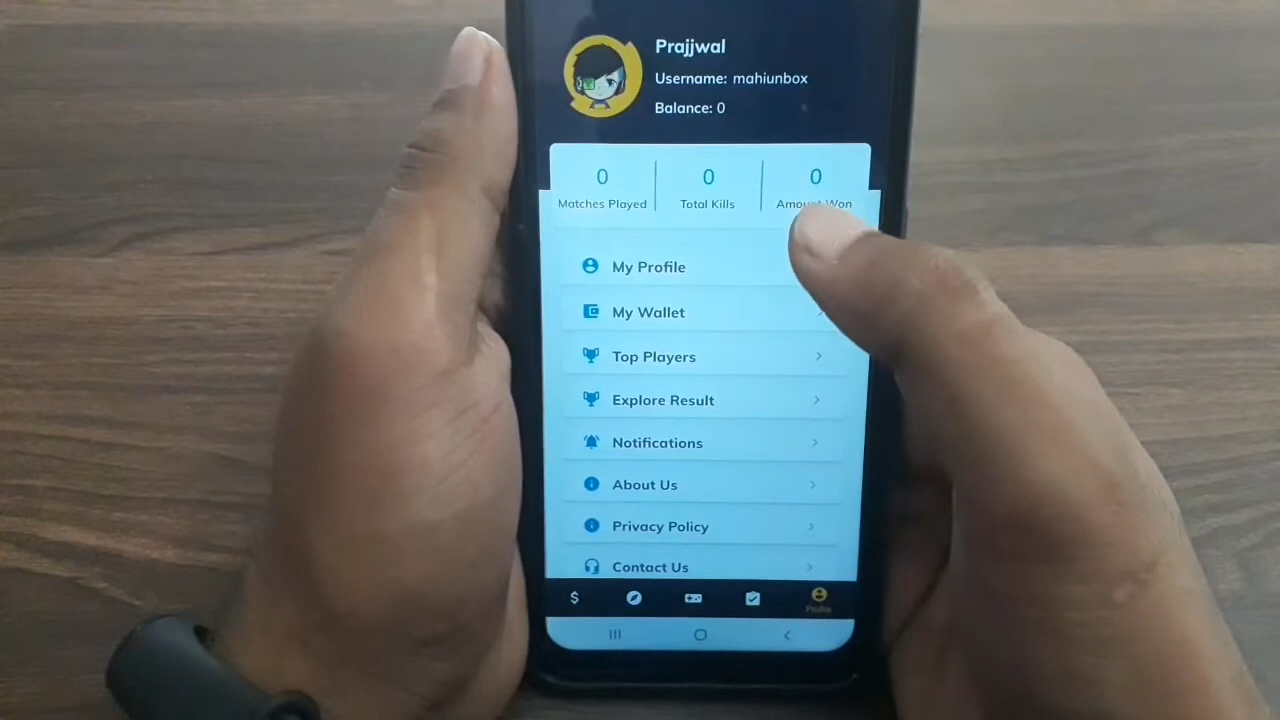 Prajjwal
Username: mahiunbox
Balance: 0
0 0 0
Matches Played Total Kills Amount Won
My Profile
My Wallet
Top Players
Explore Result
Notifications
About Us
Privacy Policy
Contact Us
Profile